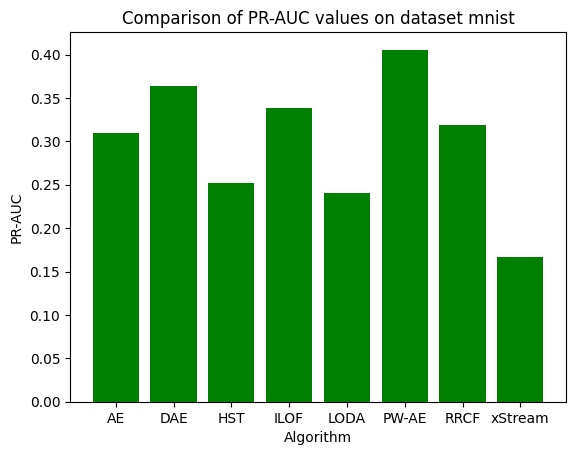 Comparison of PR-AUC values on dataset mnist
PR-AUC
0.40
0.35
0.30
0.25
0.20
0.15
0.10
0.05
0.00
AE DAE HST ILOF LODA PW-AE RRCF xStream
Algorithm